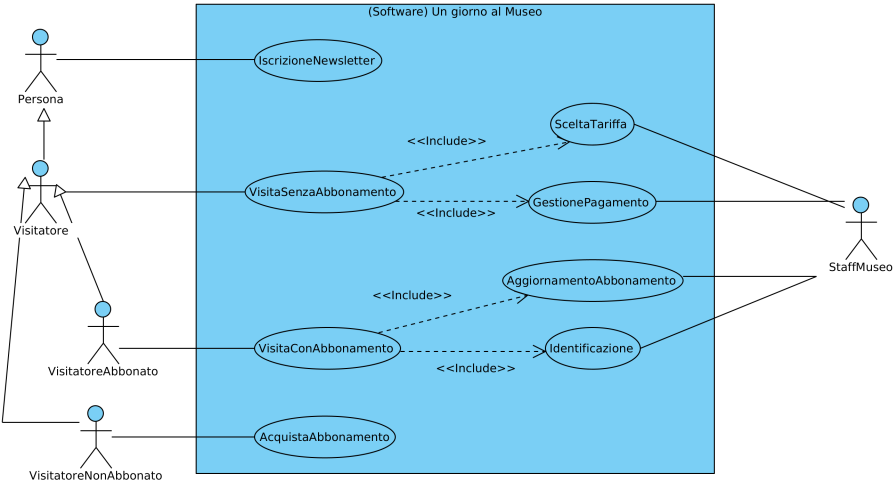 (Software) Un giorno al Museo
IscrizioneNewsletter
Persona
SceltaTariffa
<<Include>>
VisitaSenzaAbbonamento
GestionePagamento
<<Include>>
Visitatore
StaffMuseo
AggiornamentoAbbonamento
<<Include>>
VisitaConAbbonamento
Identificazione
<<Include>>
VisitatoreAbbonato
AcquistaAbbonamento
VisitatoreNonAbbonato